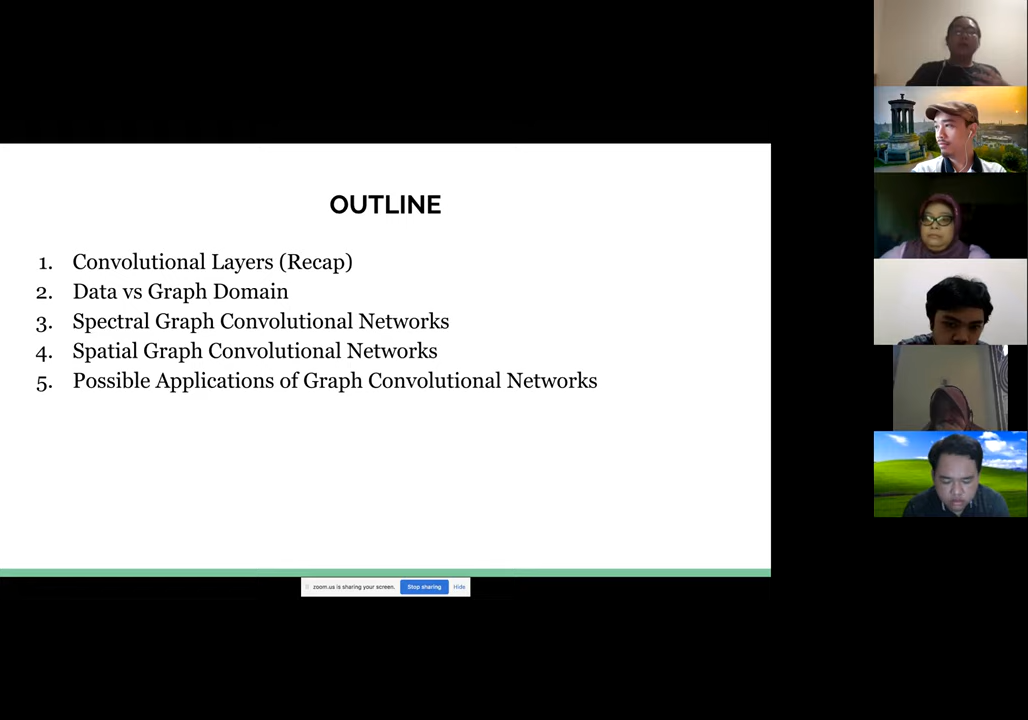 OUTLINE
1. Convolutional Layers (Recap)
2. Data vs Graph Domain
3. Spectral Graph Convolutional Networks
4. Spatial Graph Convolutional Networks
5. Possible Applications of Graph Convolutional Networks
zoom.us is sharing your screen. Stop sharing Hide